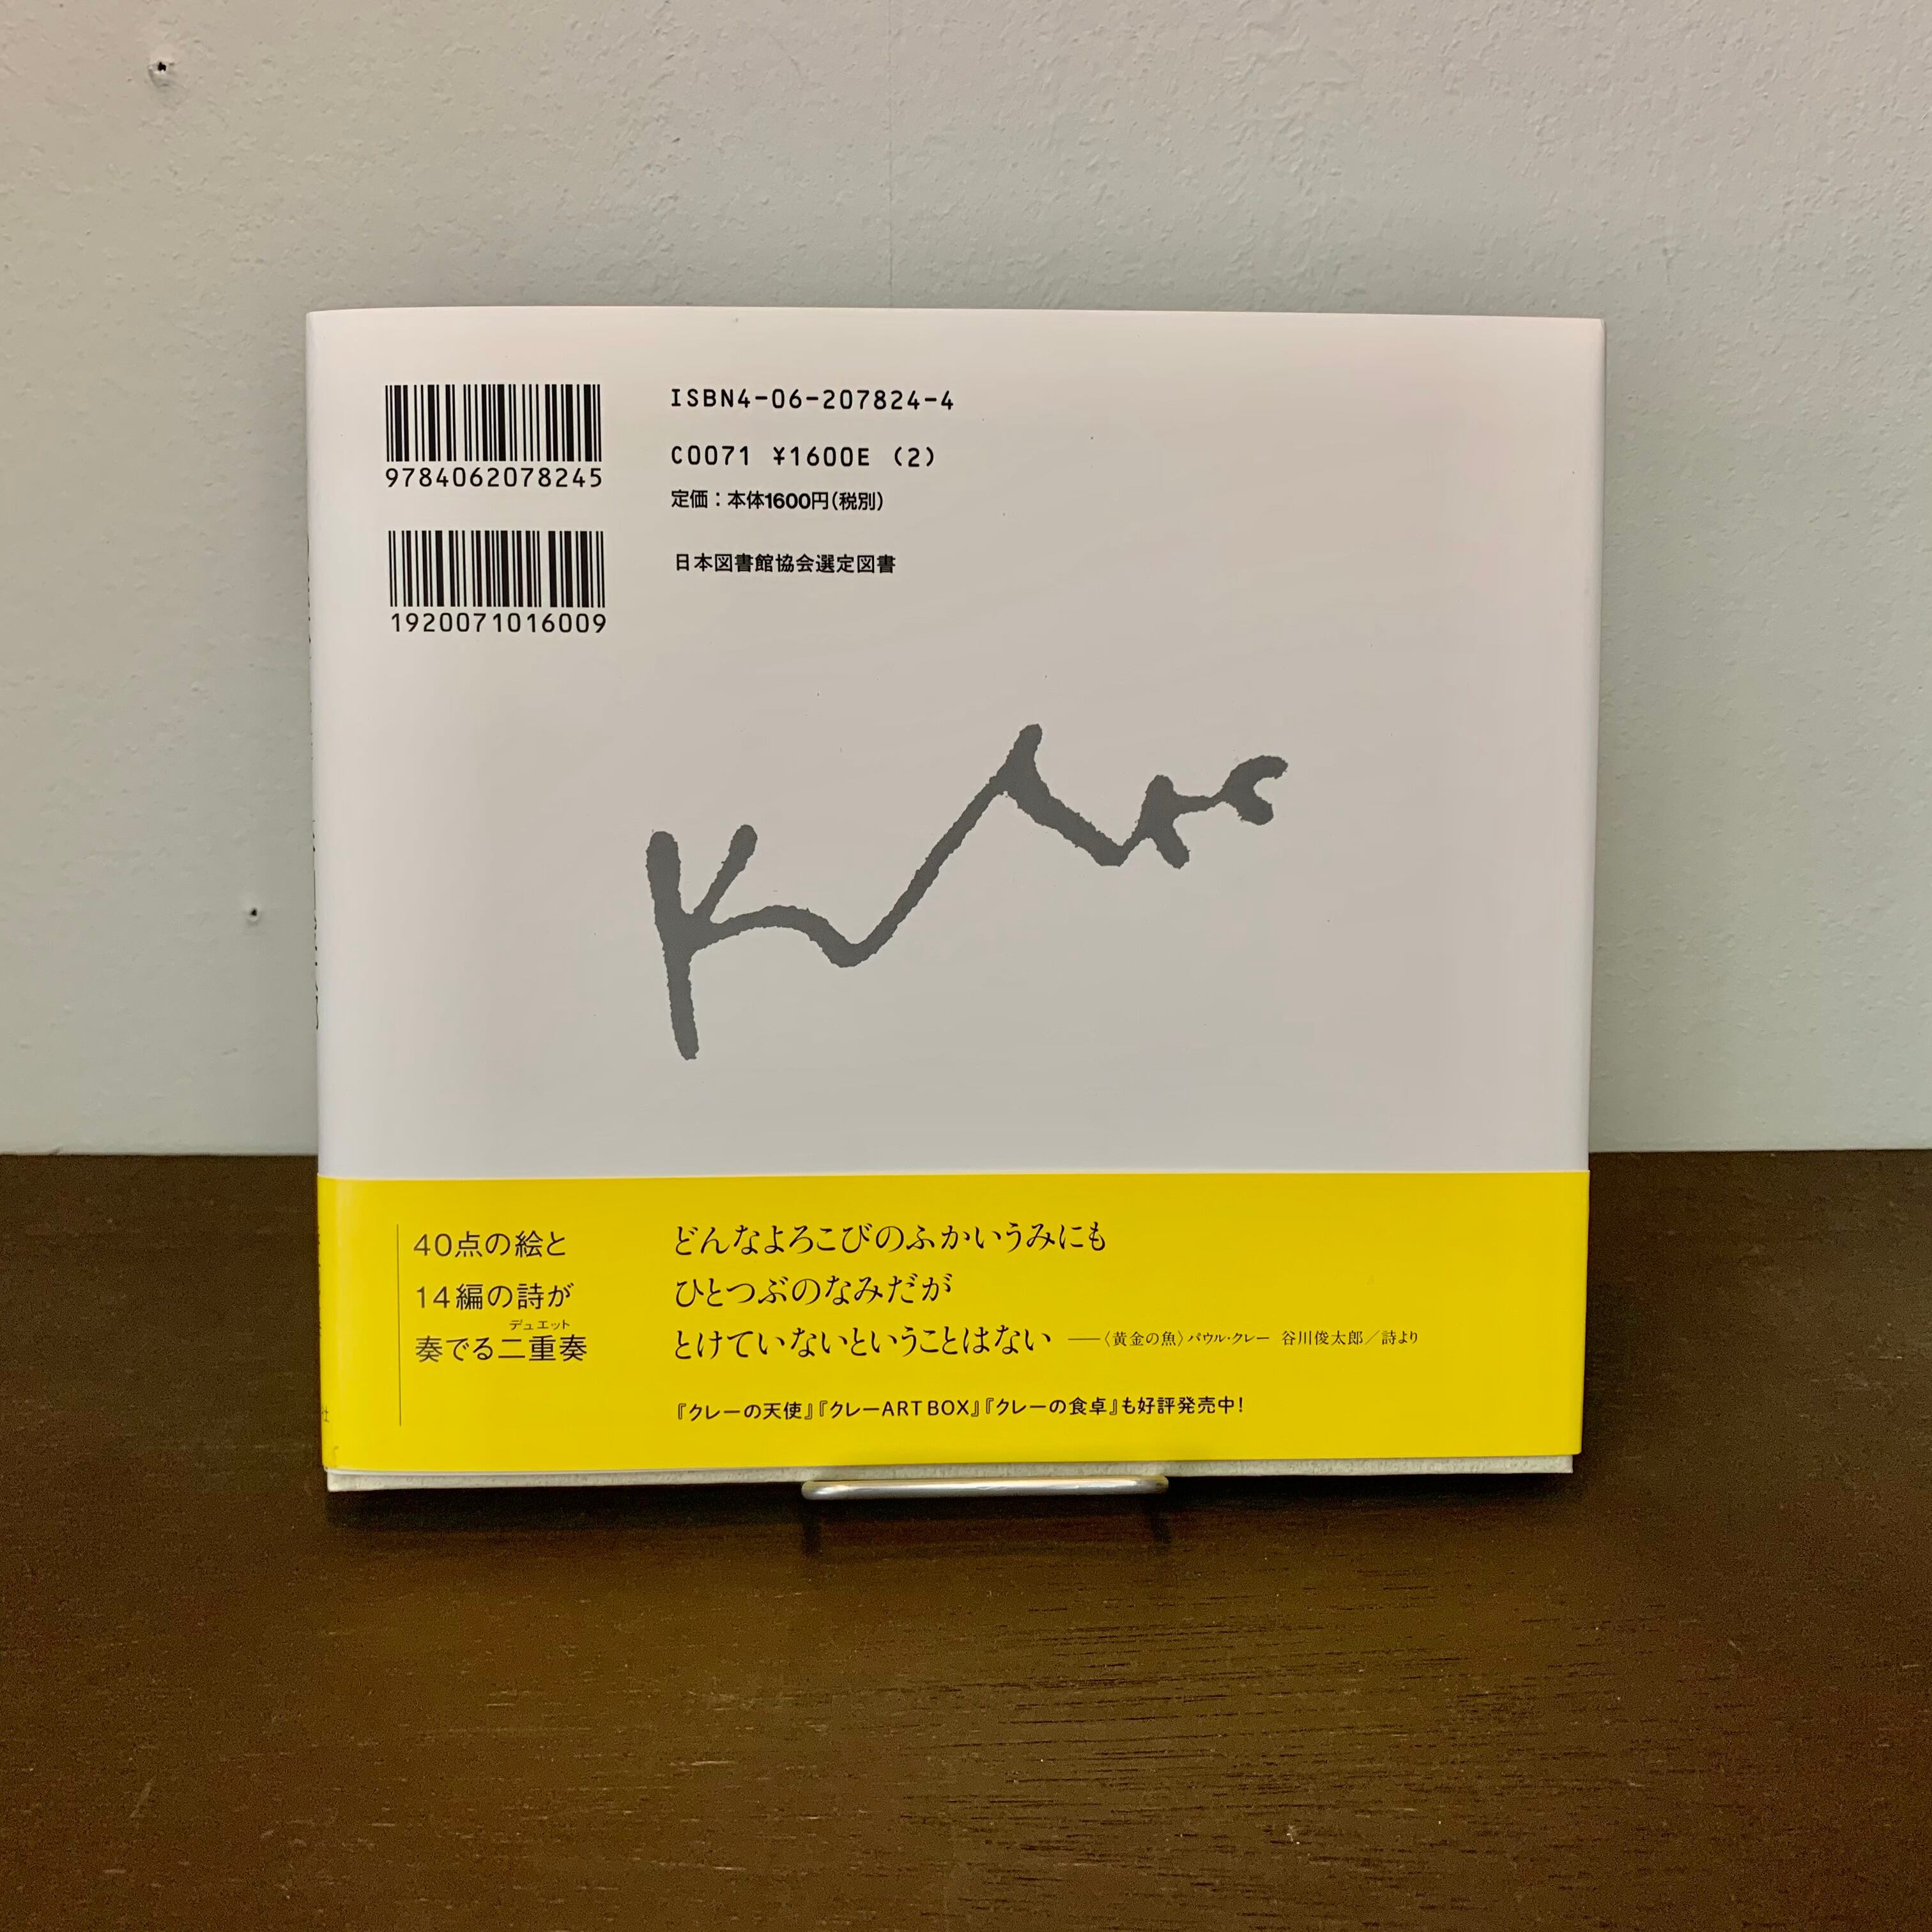 9784062078245
1920071016009
ISBN4-06-207824-4
C0071 ¥1600E (2)
定価：本体1600円(税別)
日本図書館協会選定図書
Klee
40点の絵と
14編の詩が
デュエット
奏でる二重奏
どんなよろこびのふかいうみにも
ひとつぶのなみだが
とけていないということはない ――〈黄金の魚〉パウル・クレー 谷川俊太郎／詩より
『クレーの天使』『クレーART BOX』『クレーの食卓』も好評発売中！